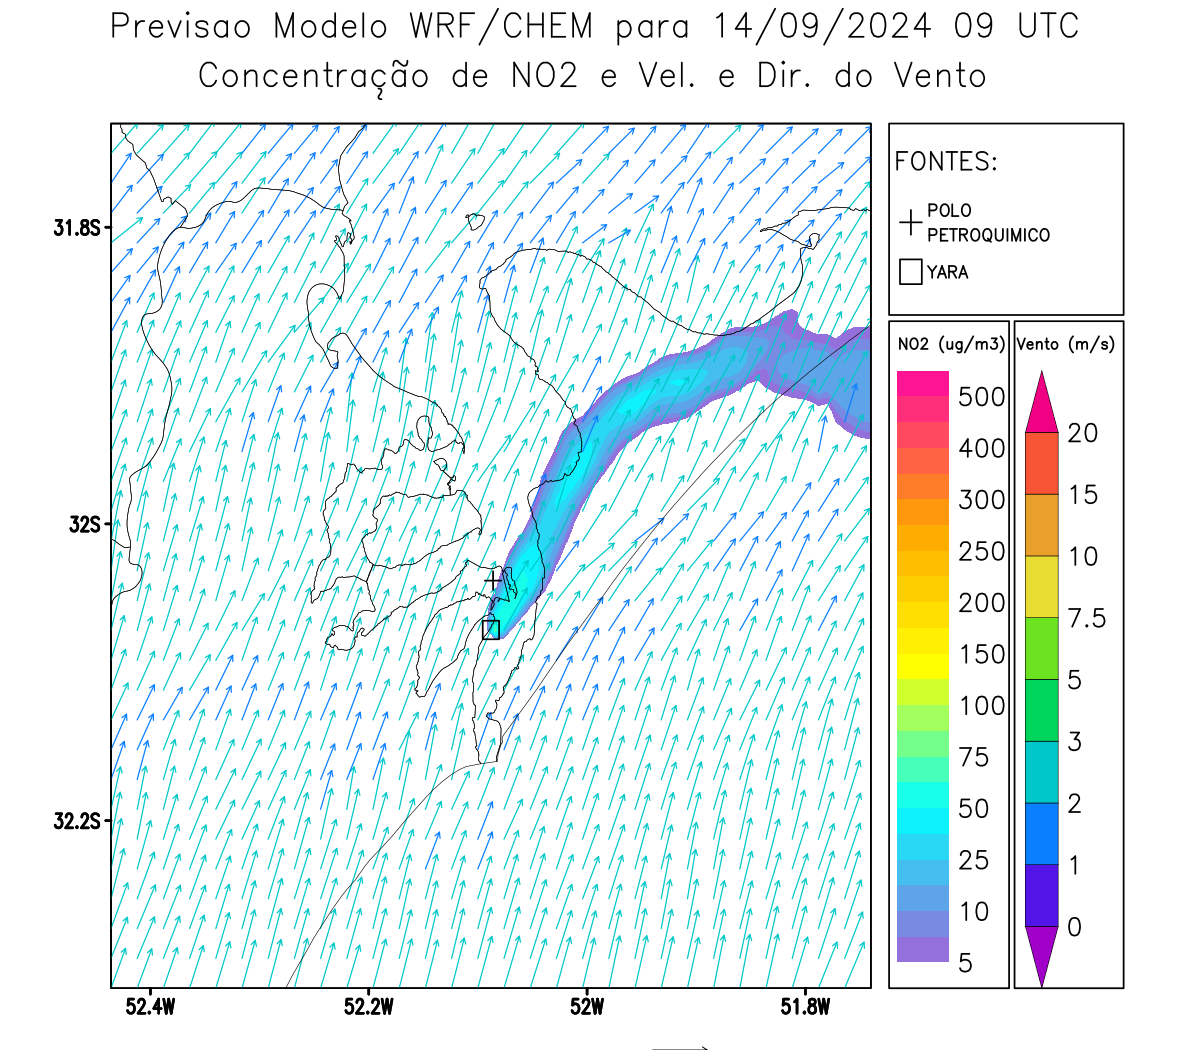 Previsao Modelo WRF/CHEM para 14/09/2024 09 UTC
Concentração de NO2 e Vel. e Dir. do Vento
FONTES:
POLO
PETROQUIMICO
YARA
31.8S
32S
32.2S
52.4W
52.2W
52W
51.8W
NO2 (ug/m3)
500
400
300
250
200
150
100
75
50
25
10
5
Vento (m/s)
20
15
10
7.5
5
3
2
1
0